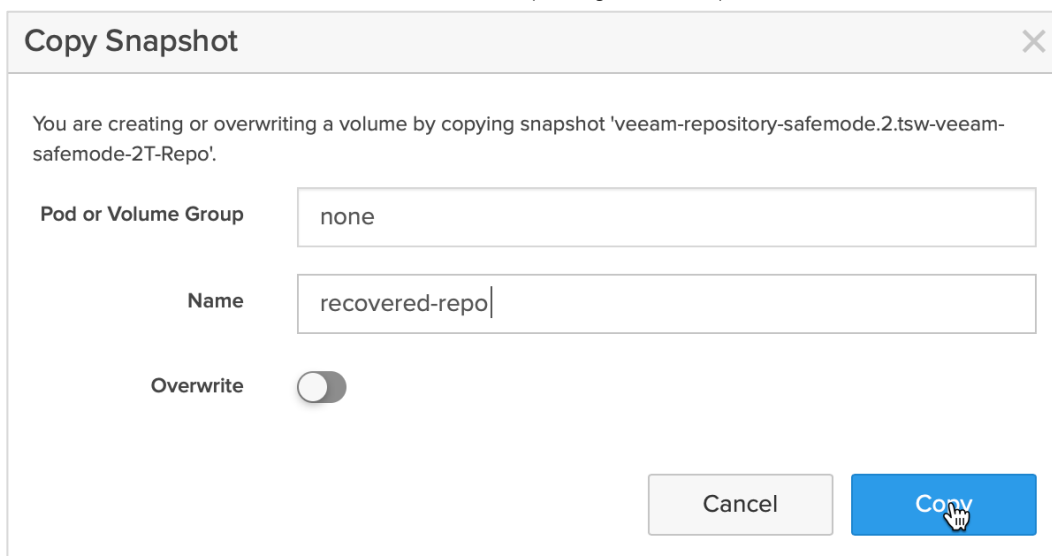 Copy Snapshot
You are creating or overwriting a volume by copying snapshot 'veeam-repository-safemode.2.tsw-veeam-
safemode-2T-Repo'.
Pod or Volume Group
none
Name
recovered-repo
Overwrite
Cancel
Copy